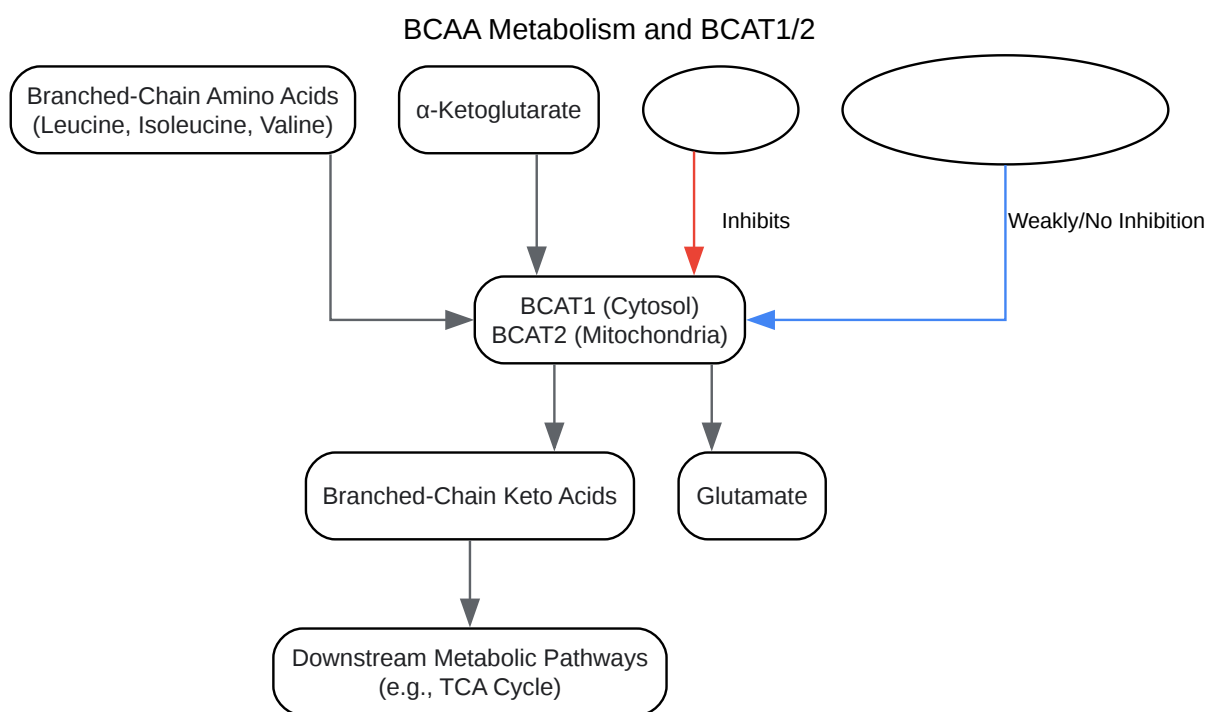 BCAA Metabolism and BCAT1/2
Branched-Chain Amino Acids
(Leucine, Isoleucine, Valine)
α-Ketoglutarate
Inhibits
Weakly/No Inhibition
BCAT1 (Cytosol)
BCAT2 (Mitochondria)
Branched-Chain Keto Acids
Glutamate
Downstream Metabolic Pathways
(e.g., TCA Cycle)